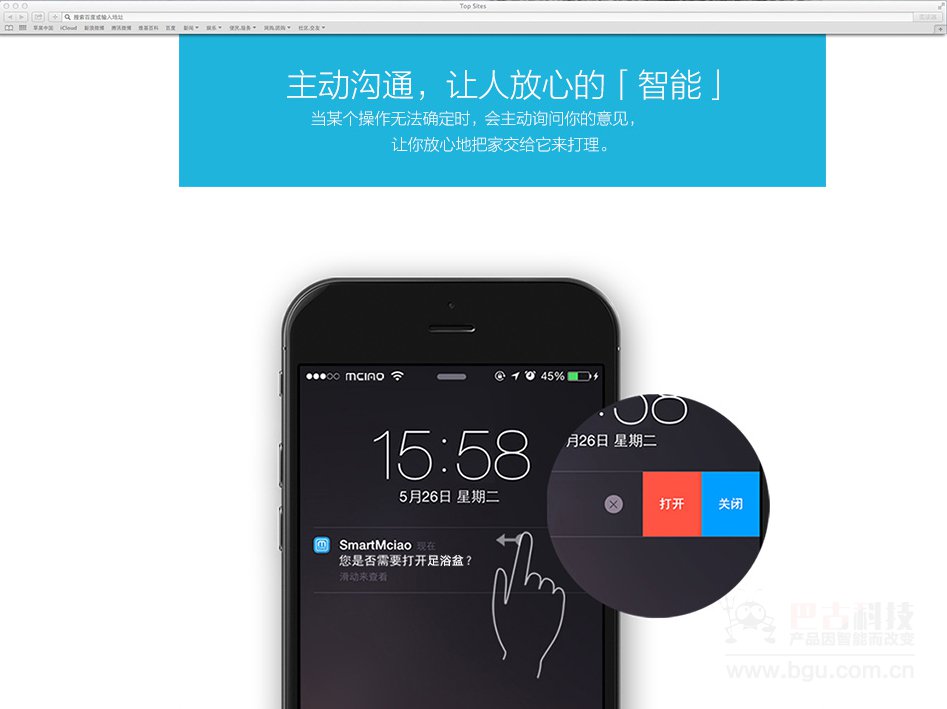 Top Sites
搜索百度或输入地址
苹果中国 iCloud 新浪微博 腾讯微博 维基百科 百度 新闻 娱乐 便民.服务 网购.团购 社区.交友
主动沟通，让人放心的「智能」
当某个操作无法确定时，会主动询问你的意见，
让你放心地把家交给它来打理。
MCIAO 45%
15:58
5月26日 星期二
SmartMciao 现在
您是否需要打开足浴盆？
滑动来查看
:08
月26日 星期二
打开 关闭
巴古科技
产品因智能而改变
www.bgu.com.cn